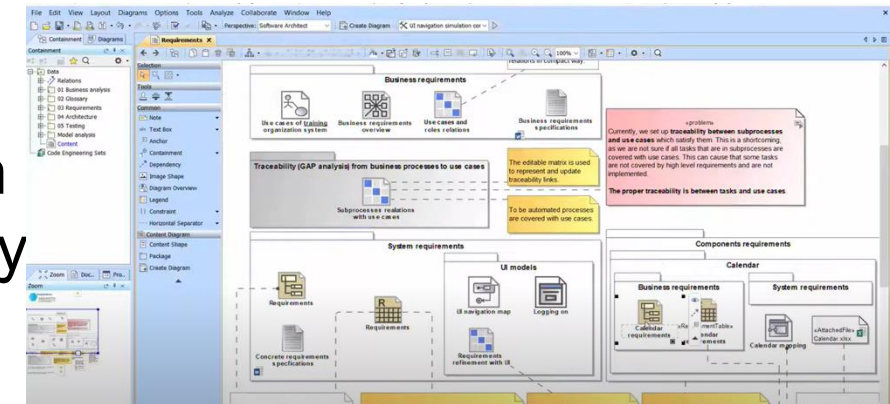 File Edit View Layout Diagrams Options Tools Analyze Collaborate Window Help
Perspective: Software Architect
Create Diagram
UI navigation simulation cor
Containment
Diagrams
Requirements
Containment
Data
Relations
01 Business analysis
02 Glossary
03 Requirements
04 Architecture
05 Testing
Model analysis
Content
Code Engineering Sets
Zoom
Doc..
Pro..
Zoom
Selection
Tools
Common
Note
Text Box
Anchor
Containment
Dependency
Image Shape
Diagram Overview
Legend
Constraint
Horizontal Separator
Content Diagram
Content Shape
Package
Create Diagram
100%
relations in compact way.
Business requirements
Use cases of training
organization system
Business requirements
overview
Use cases and
roles relations
Business requirements
specifications
Traceability (GAP analysis) from business processes to use cases
Subprocesses realations
with use cases
The editable matrix is used
to represent and update
traceability links.
To be automated processes
are covered with use cases.
«problem»
Currently, we set up traceability between subprocesses
and use cases which satisfy them. This is a shortcoming,
as we are not sure if all tasks that are in subprocesses are
covered with use cases. This can cause that some tasks
are not covered by high level requirements and are not
implemented.
The proper traceability is between tasks and use cases.
System requirements
Requirements
Requirements
Concrete requirements
specifications
UI models
UI navigation map
Logging on
Requirements
refinement with UI
Components requirements
Calendar
Business requirements
Calendar
requirements
System requirements
Calendar mapping
«AttachedFile»
Calendar.xlsx
n
y